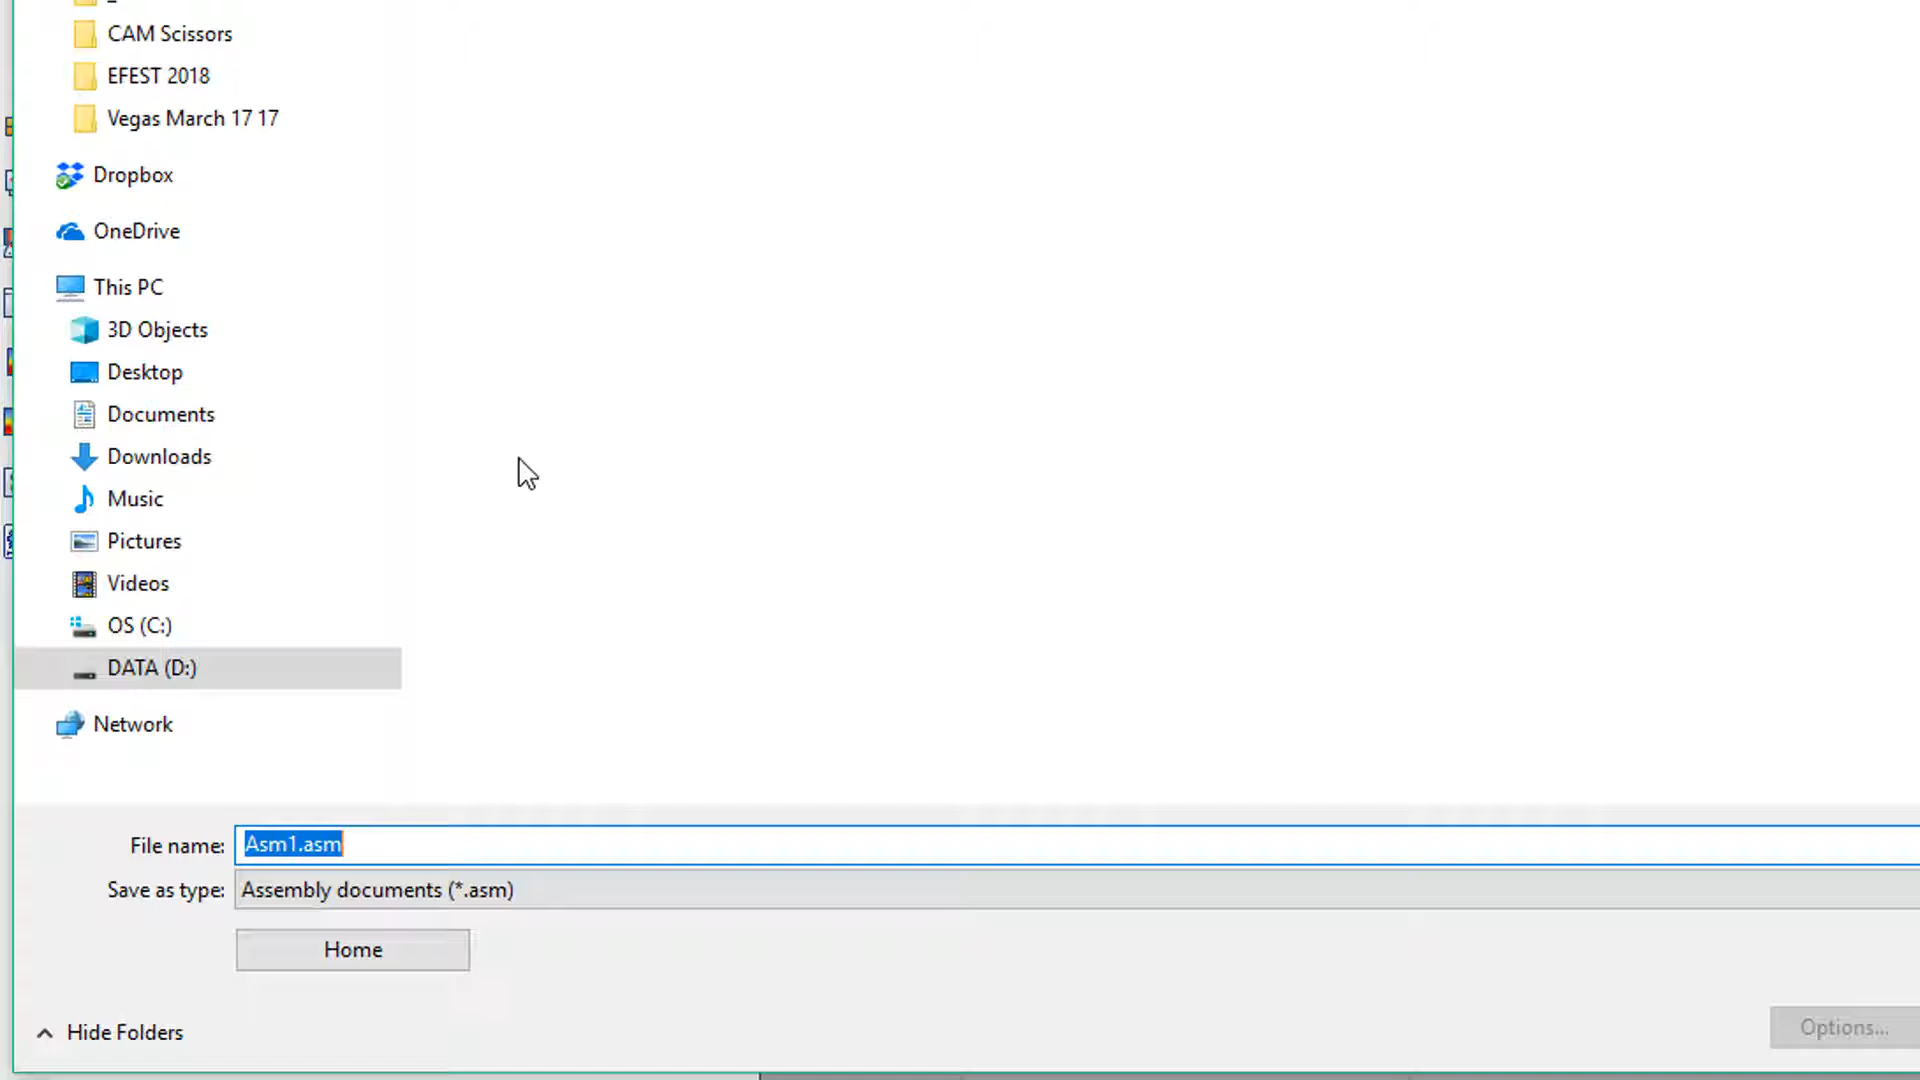 CAM Scissors
EFEST 2018
Vegas March 17 17
Dropbox
OneDrive
This PC
3D Objects
Desktop
Documents
Downloads
Music
Pictures
Videos
OS (C:)
DATA (D:)
Network
File name: Asm1.asm
Save as type: Assembly documents (*.asm)
Home
Hide Folders
Options...